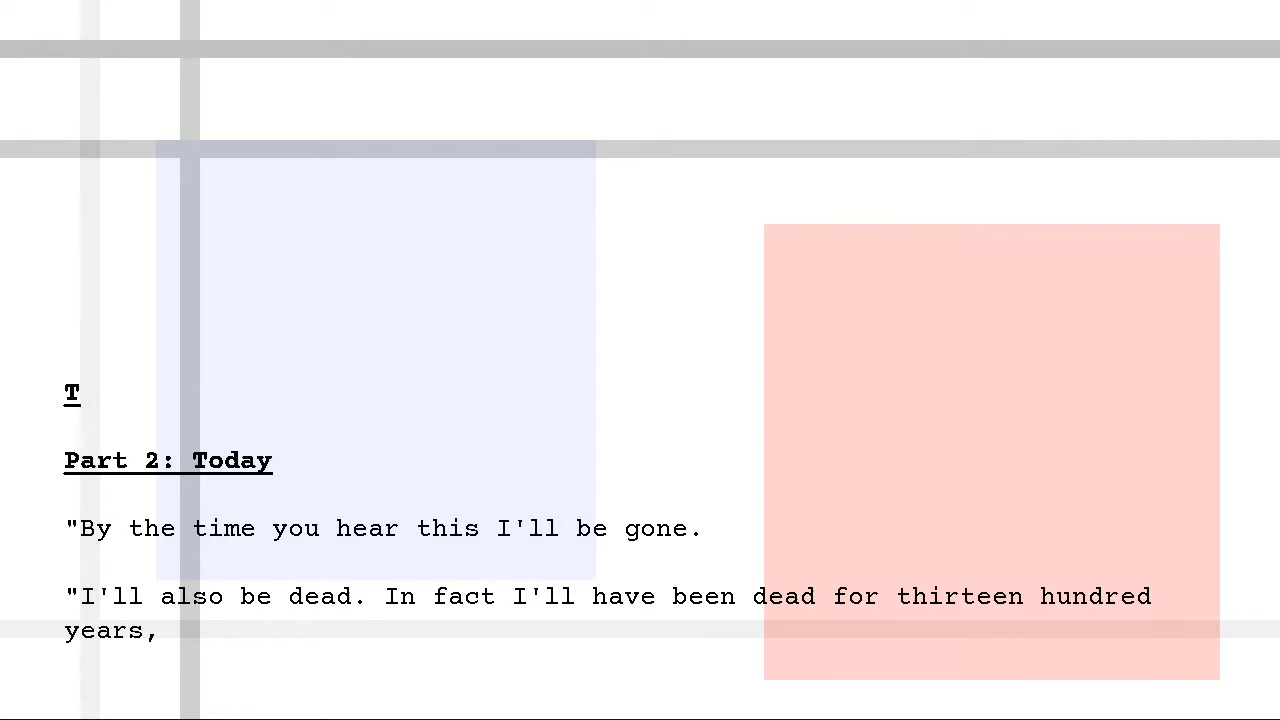 T
Part 2: Today
"By the time you hear this I'll be gone.
"I'll also be dead. In fact I'll have been dead for thirteen hundred
years,